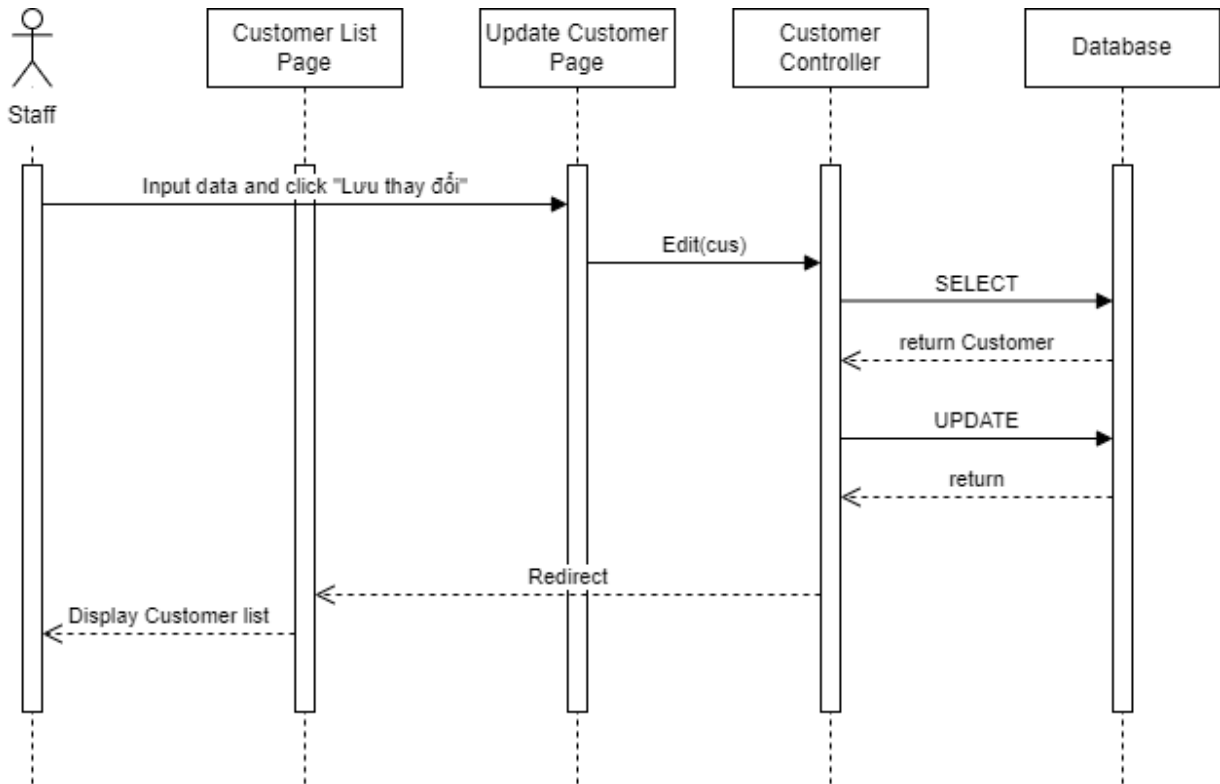 Customer List
Page
Update Customer
Page
Customer
Controller
Database
Staff
Input data and click "Lưu thay đổi"
Edit(cus)
SELECT
return Customer
UPDATE
return
Redirect
Display Customer list